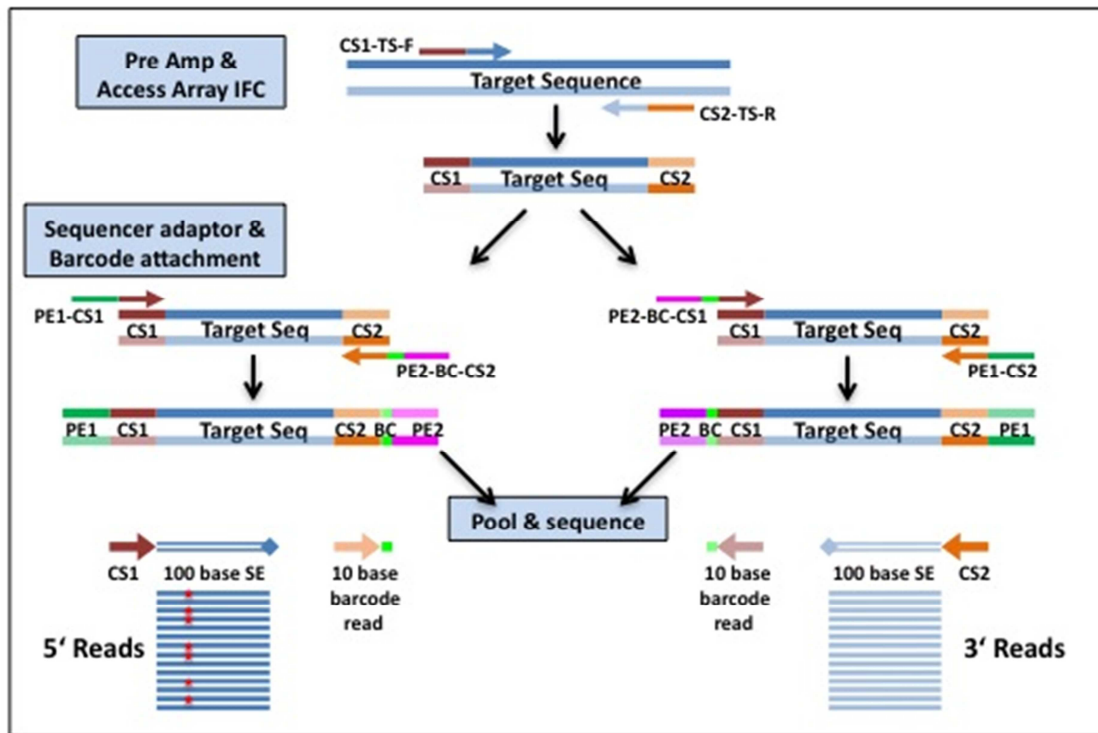 Pre Amp &
Access Array IFC
CS1-TS-F
Target Sequence
CS2-TS-R
CS1 Target Seq CS2
Sequencer adaptor &
Barcode attachment
PE1-CS1
CS1 Target Seq CS2
PE2-BC-CS2
PE1 CS1 Target Seq CS2 BC PE2
PE2-BC-CS1
CS1 Target Seq CS2
PE1-CS2
PE2 BC CS1 Target Seq CS2 PE1
Pool & sequence
CS1 100 base SE
10 base
barcode
read
5‘ Reads
10 base
barcode
read
100 base SE CS2
3‘ Reads